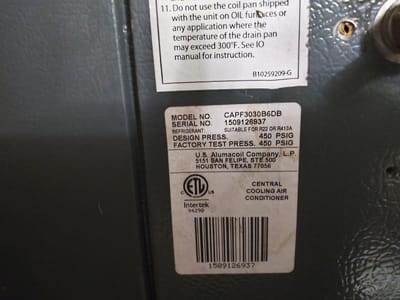 11. Do not use the coil pan shipped
with the unit on OIL furnaces or
any application where the
temperature of the drain pan
may exceed 300°F. See IO
manual for instruction.
B10259209-G
MODEL NO. CAPF3030B6DB
SERIAL NO. 1509126937
REFRIGERANT: SUITABLE FOR R22 OR R410A
DESIGN PRESS. 450 PSIG
FACTORY TEST PRESS. 450 PSIG
U.S. Alumacoil Company, L.P.
5151 SAN FELIPE, STE 500
HOUSTON, TEXAS 77056
ETL
Intertek
94290
CENTRAL
COOLING AIR
CONDITIONER
1509126937